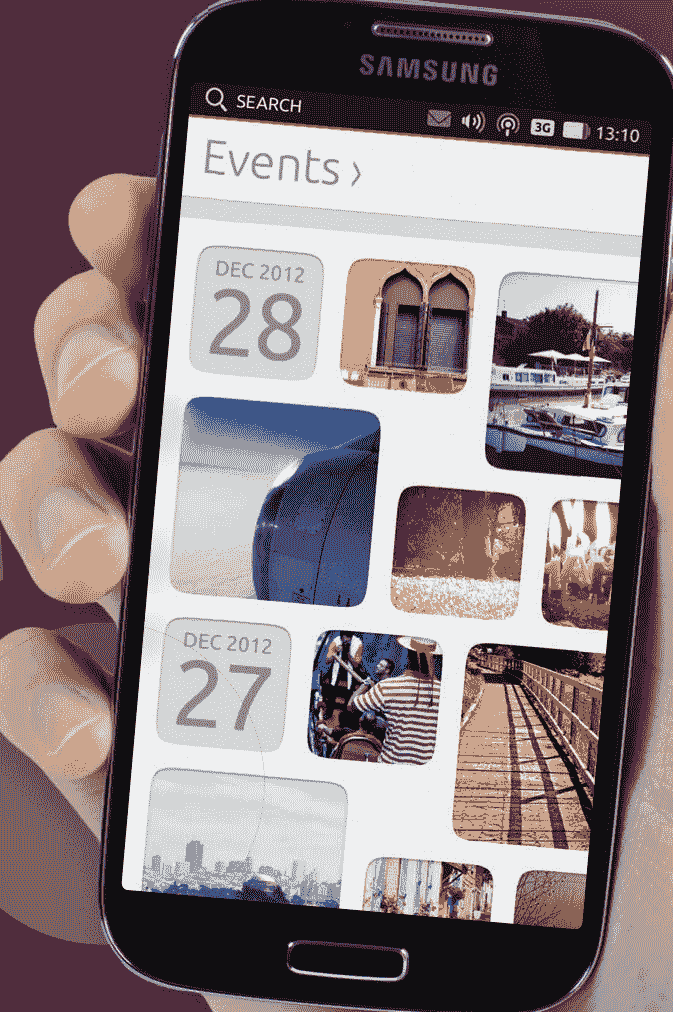 SAMSUNG
SEARCH
3G 13:10
Events ›
DEC 2012
28
DEC 2012
27